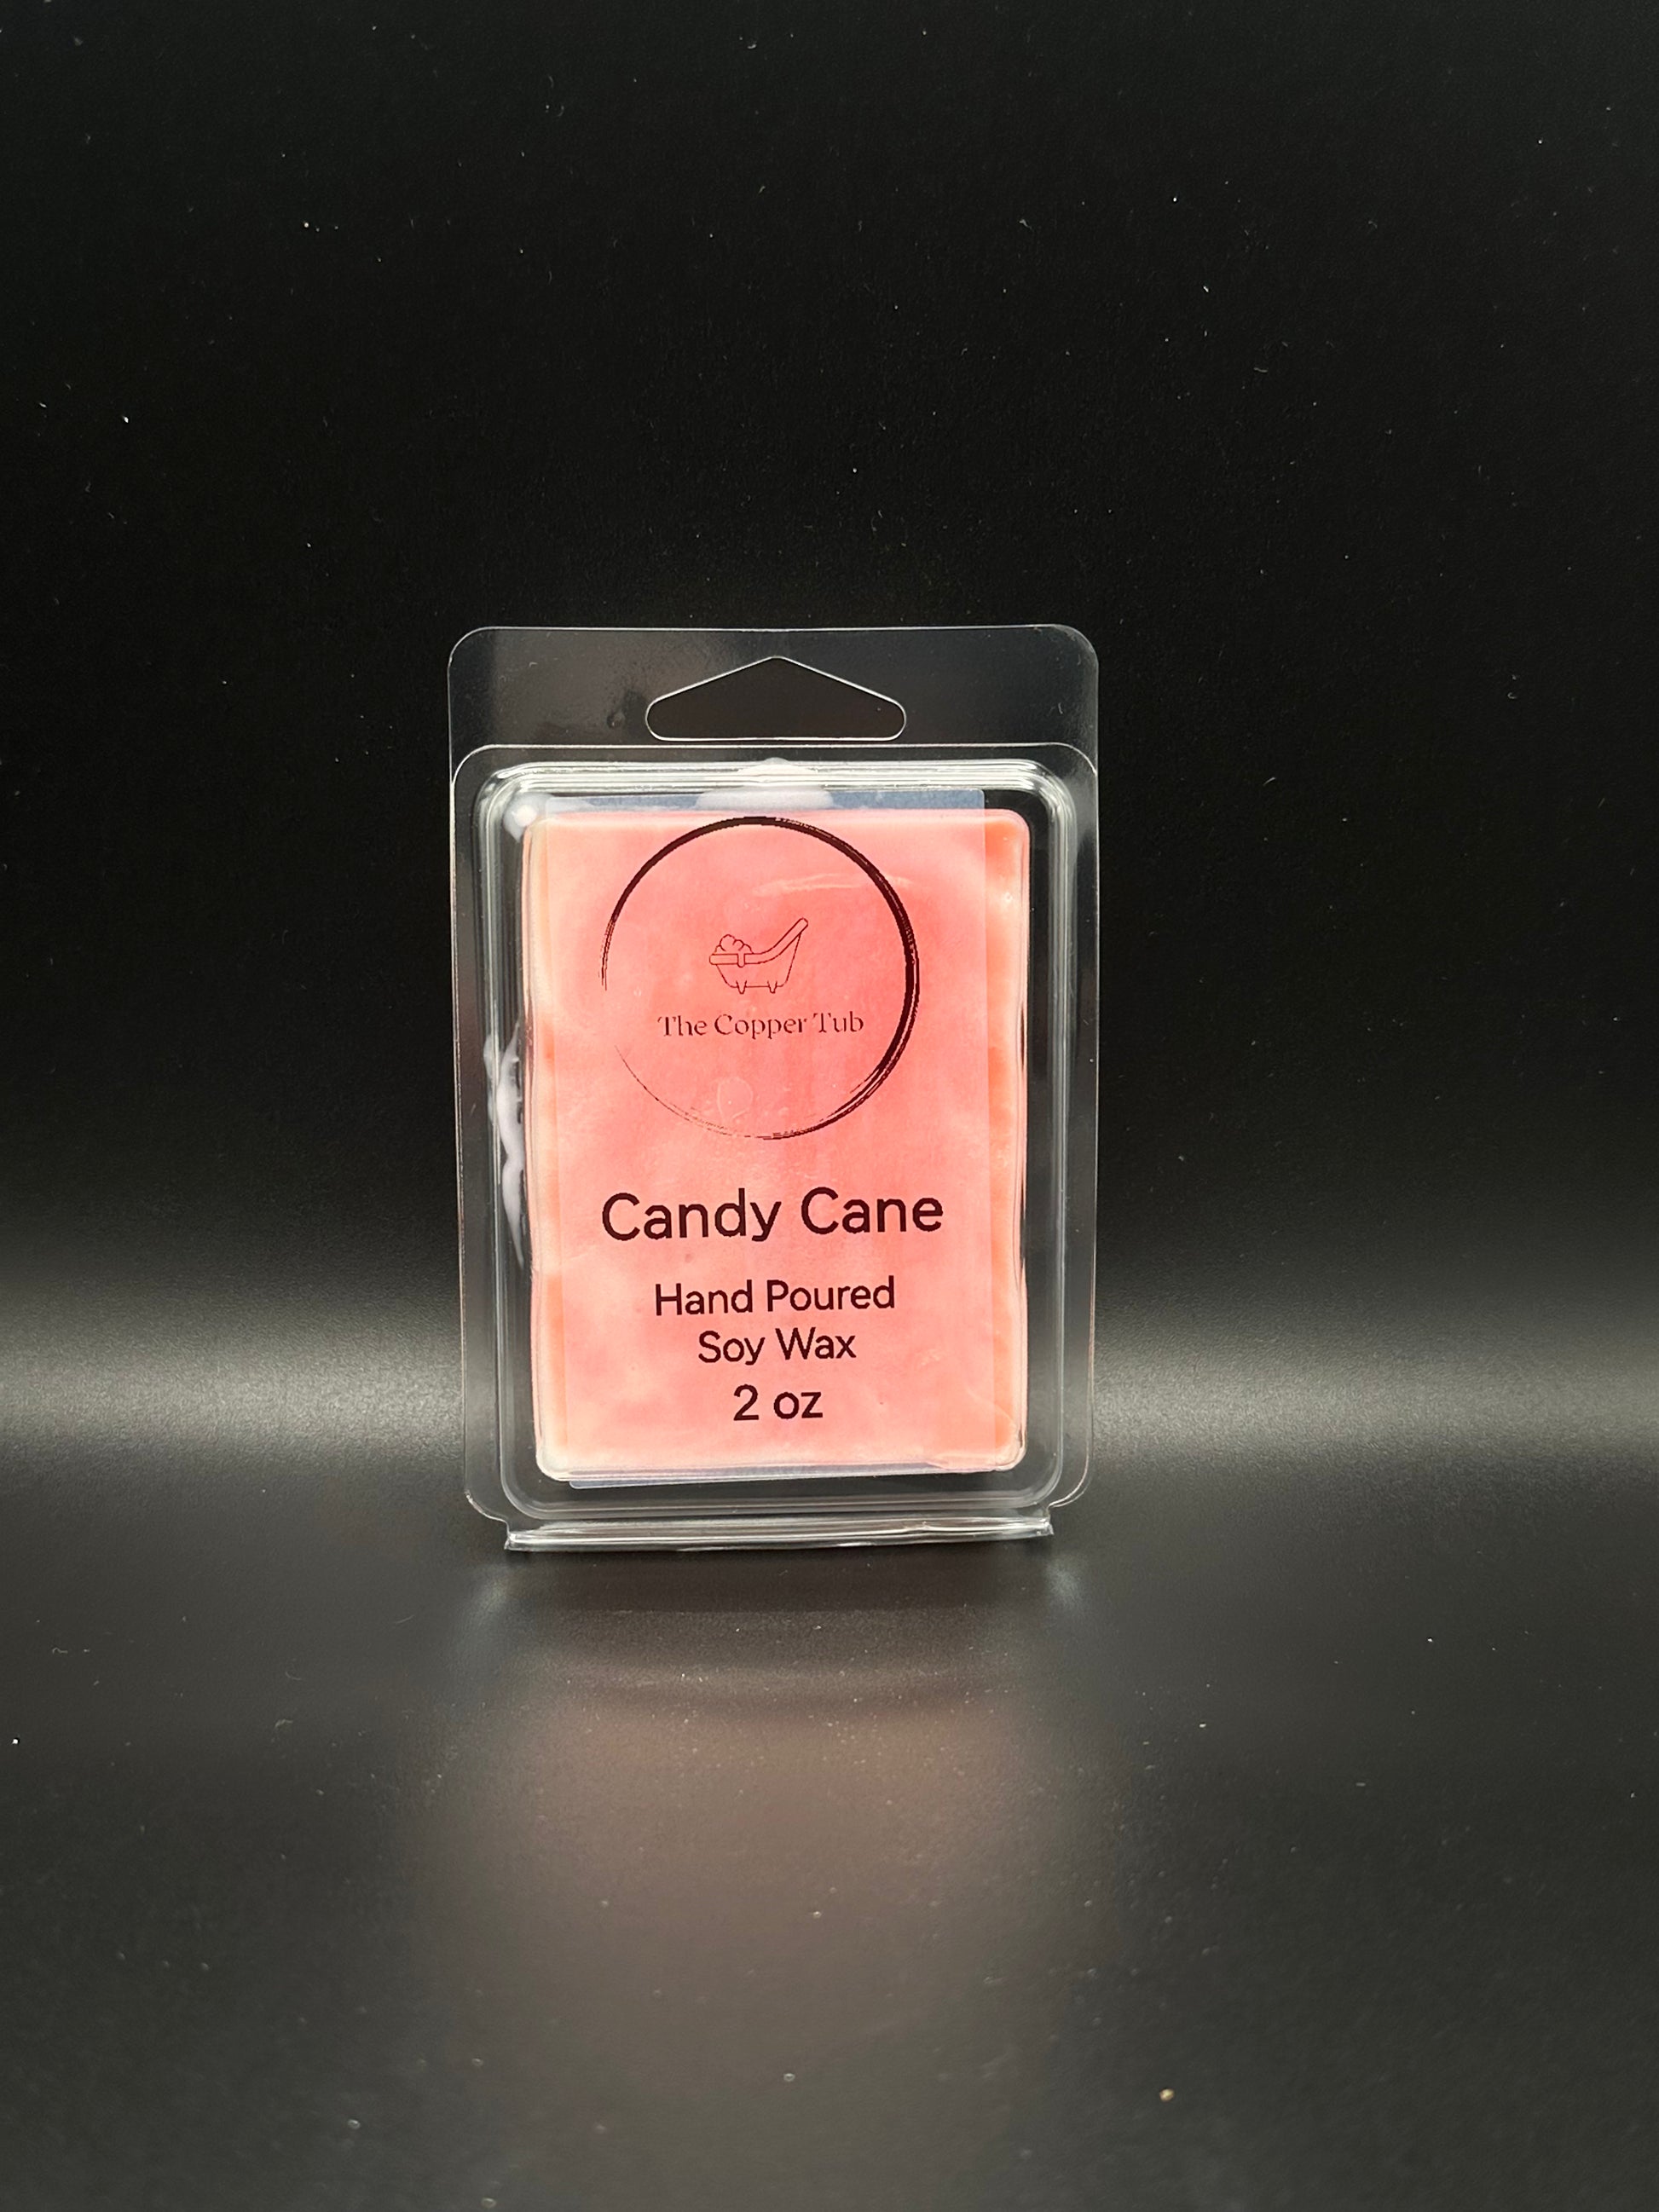 The Copper Tub
Candy Cane
Hand Poured
Soy Wax
2 oz